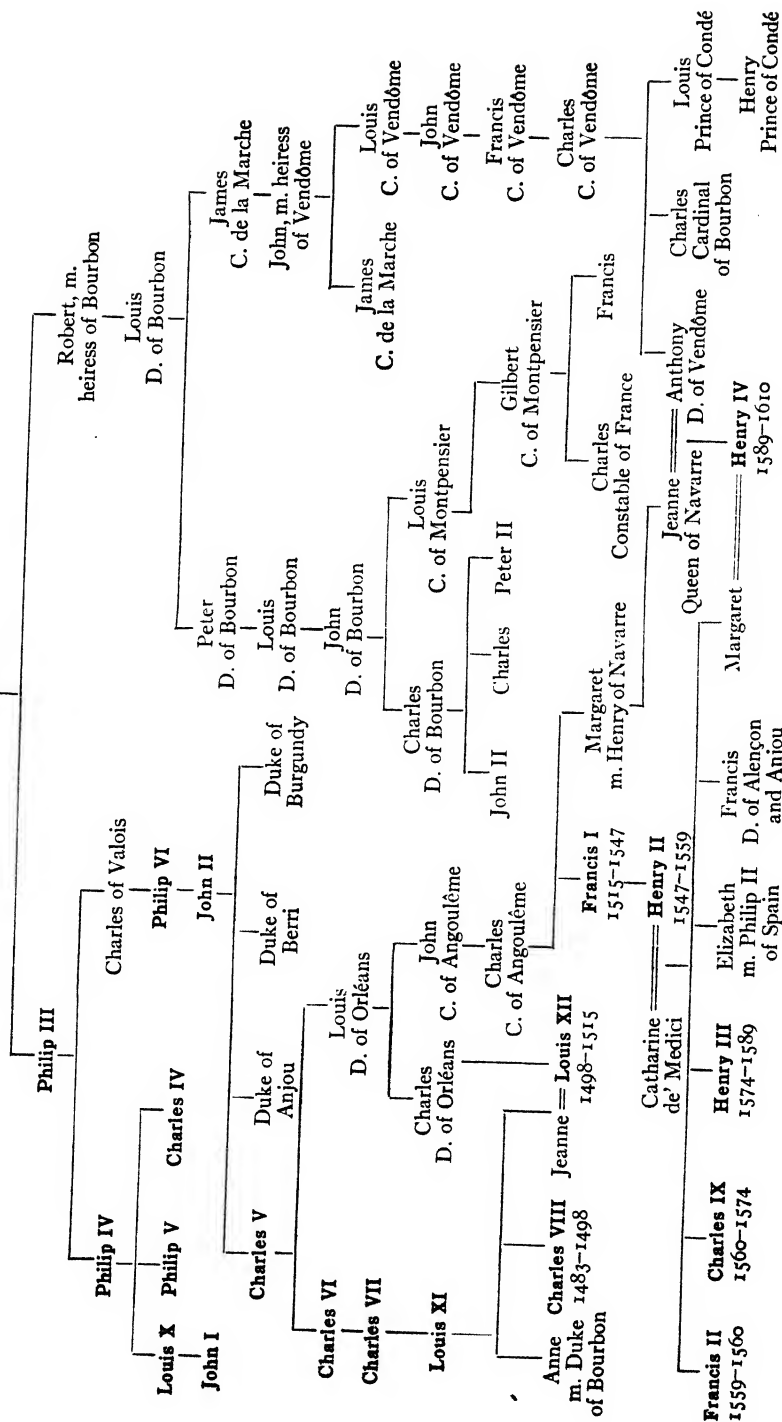 Philip III
Robert, m.
heiress of Bourbon
Philip IV
Charles of Valois
Louis
D. of Bourbon
Louis X
Philip V
Charles IV
Philip VI
John I
John II
Peter
D. of Bourbon
James
C. de la Marche
Louis
D. of Bourbon
John, m. heiress
of Vendôme
Charles V
Duke of
Anjou
Duke of
Berri
Duke of
Burgundy
John
D. of Bourbon
James
C. de la Marche
Louis
C. of Vendôme
Charles VI
Louis
D. of Orléans
Charles
D. of Bourbon
Louis
C. of Montpensier
John
C. of Vendôme
Charles VII
Charles
D. of Orléans
John
C. of Angoulême
John II
Charles
Peter II
Gilbert
C. of Montpensier
Francis
C. of Vendôme
Louis XI
Charles
C. of Angoulême
Charles
Constable of France
Francis
Charles
C. of Vendôme
Anne
m. Duke
of Bourbon
Charles VIII
1483-1498
Jeanne = Louis XII
1498-1515
Francis I
1515-1547
Margaret
m. Henry of Navarre
Catharine
de' Medici
Henry II
1547-1559
Jeanne
Queen of Navarre
Anthony
D. of Vendôme
Charles
Cardinal
of Bourbon
Louis
Prince of Condé
Francis II
1559-1560
Charles IX
1560-1574
Henry III
1574-1589
Elizabeth
m. Philip II
of Spain
Francis
D. of Alençon
and Anjou
Margaret
Henry IV
1589-1610
Henry
Prince of Condé